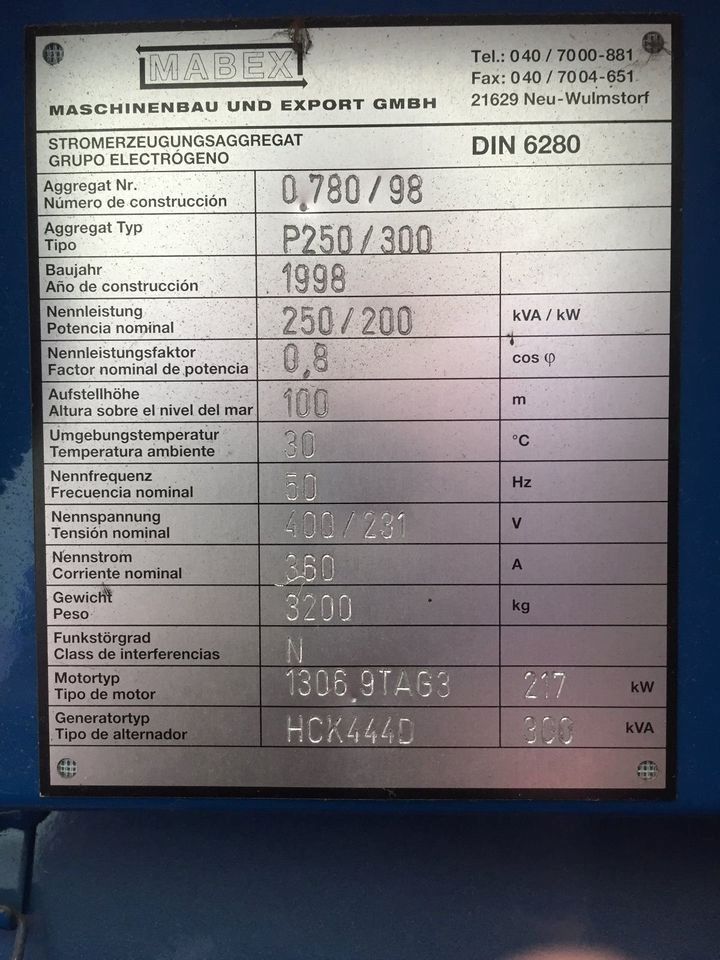 MABEX
MASCHINENBAU UND EXPORT GMBH
Tel.: 040 / 7000-881
Fax: 040 / 7004-651
21629 Neu-Wulmstorf
STROMERZEUGUNGSAGGREGAT
GRUPO ELECTRÓGENO
DIN 6280
Aggregat Nr.
Número de construcción
0.780/98
Aggregat Typ
Tipo
P250/300
Baujahr
Año de construcción
1998
Nennleistung
Potencia nominal
250/200
kVA / kW
Nennleistungsfaktor
Factor nominal de potencia
0,8
cos φ
Aufstellhöhe
Altura sobre el nivel del mar
100
m
Umgebungstemperatur
Temperatura ambiente
30
°C
Nennfrequenz
Frecuencia nominal
50
Hz
Nennspannung
Tensión nominal
400/231
V
Nennstrom
Corriente nominal
360
A
Gewicht
Peso
3200
kg
Funkstörgrad
Class de interferencias
N
Motortyp
Tipo de motor
1306.9TAG3
217
kW
Generatortyp
Tipo de alternador
HCK444D
300
kVA